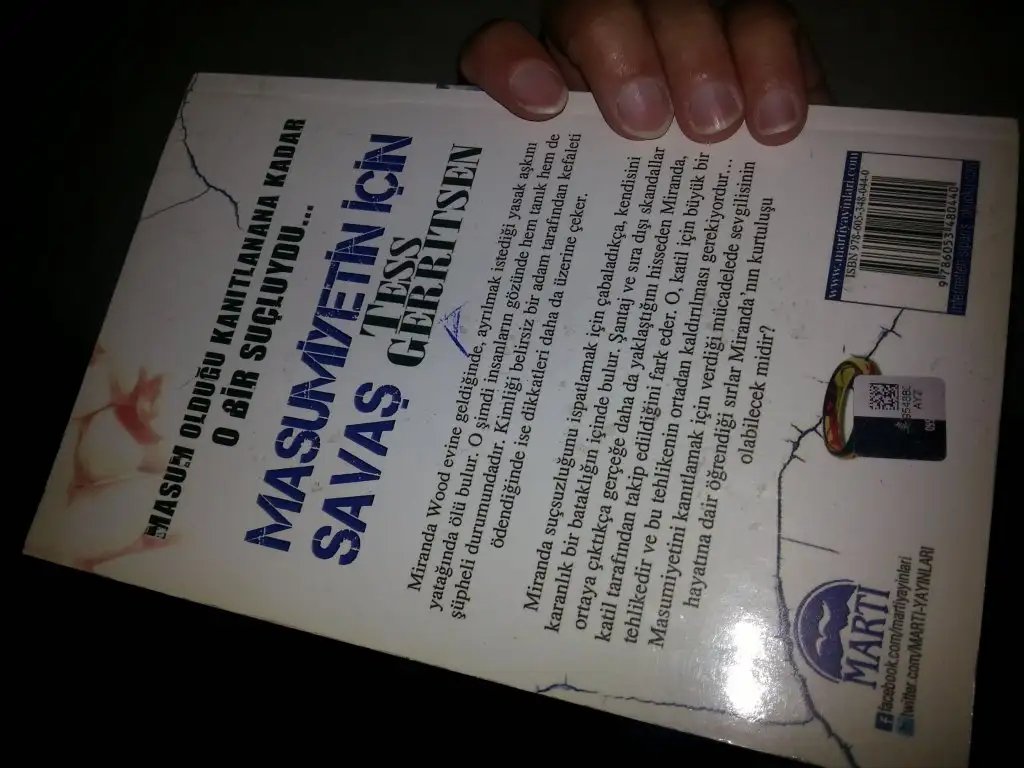 MASUM OLDUĞU KANITLANANA KADAR
O BİR SUÇLUYDU...
MASUMİYETİN İÇİN
SAVAŞ
TESS
GERRITSEN
Miranda Wood evine geldiğinde, ayrılmak istediği yasak aşkını
yatağında ölü bulur. O şimdi insanların gözünde hem tanık hem de
şüpheli durumundadır. Kimliği belirsiz bir adam tarafından kefaleti
ödendiğinde ise dikkatleri daha da üzerine çeker.
Miranda suçsuzluğunu ispatlamak için çabaladıkça, kendisini
karanlık bir bataklığın içinde bulur. Şantaj ve sıra dışı skandallar
ortaya çıktıkça gerçeğe daha da yaklaştığını hisseden Miranda,
katil tarafından takip edildiğini fark eder. O, katil için büyük bir
tehlikedir ve bu tehlikenin ortadan kaldırılması gerekiyordur...
Masumiyetini kanıtlamak için verdiği mücadelede sevgilisinin
hayatına dair öğrendiği sırlar Miranda'nın kurtuluşu
olabilecek midir?
MARTI
facebook.com/martiyayinlari
twitter.com/MARTI-YAYINLARI
www.martiyayinlari.com
ISBN 978-605-348-044-0
9786053480440
AYZ